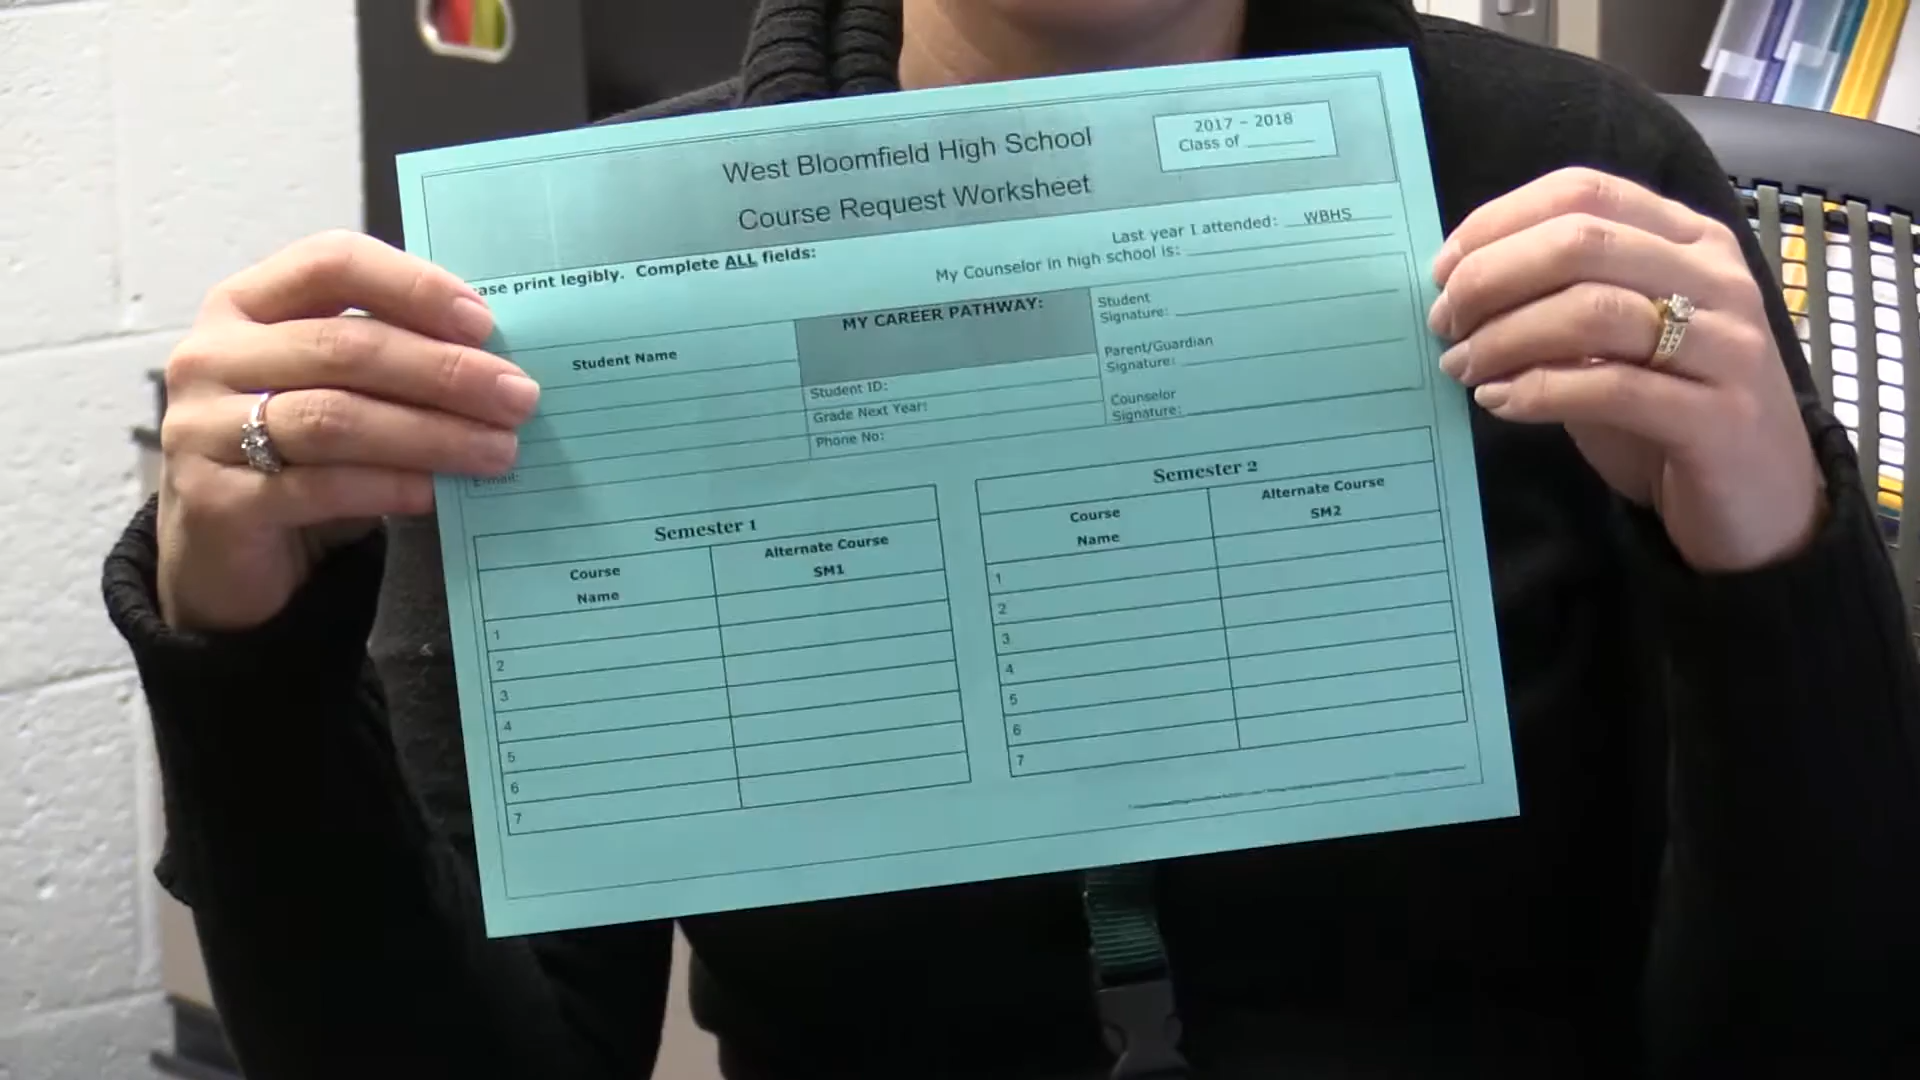 West Bloomfield High School
Course Request Worksheet
2017 – 2018
Class of
ase print legibly. Complete ALL fields:
Last year I attended: WBHS
My Counselor in high school is:
Student Name
MY CAREER PATHWAY:
Student ID:
Grade Next Year:
Phone No:
E-mail:
Student
Signature:
Parent/Guardian
Signature:
Counselor
Signature:
Semester 1
Course
Name
Alternate Course
SM1
1
2
3
4
5
6
7
Semester 2
Course
Name
Alternate Course
SM2
1
2
3
4
5
6
7